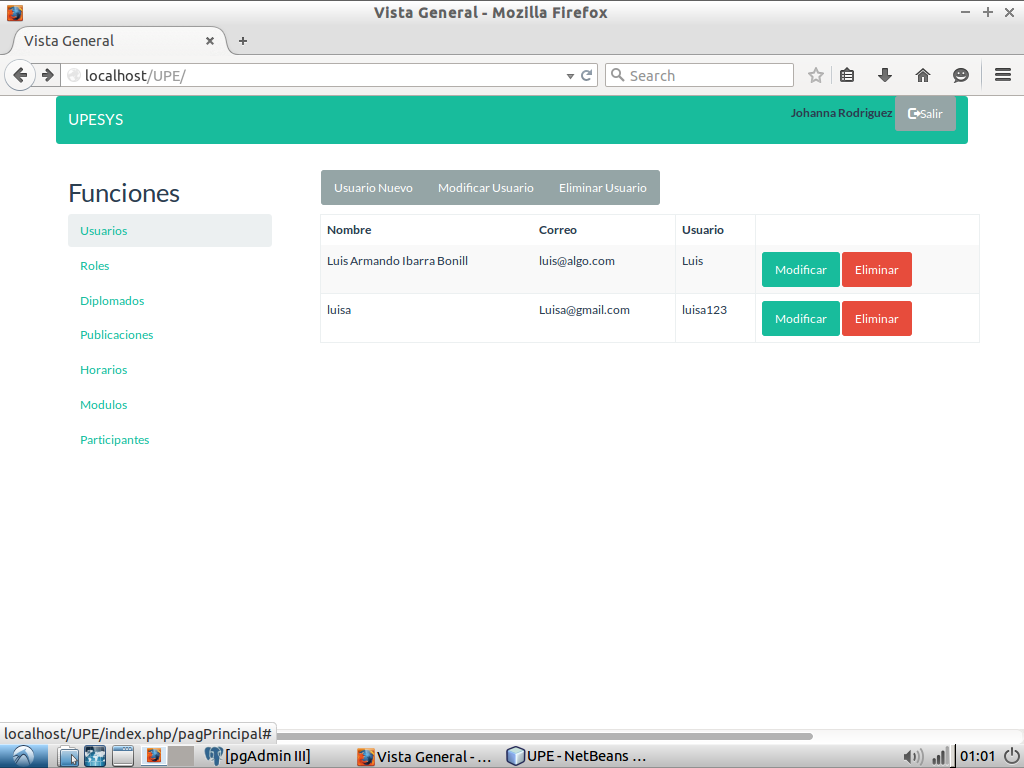 Vista General - Mozilla Firefox
Vista General
localhost/UPE/
Search
UPESYS
Johanna Rodriguez
Salir
Funciones
Usuarios
Roles
Diplomados
Publicaciones
Horarios
Modulos
Participantes
Usuario Nuevo Modificar Usuario Eliminar Usuario
Nombre Correo Usuario
Luis Armando Ibarra Bonill luis@algo.com Luis Modificar Eliminar
luisa Luisa@gmail.com luisa123 Modificar Eliminar
localhost/UPE/index.php/pagPrincipal#
[pgAdmin III] Vista General - ... UPE - NetBeans ... 01:01